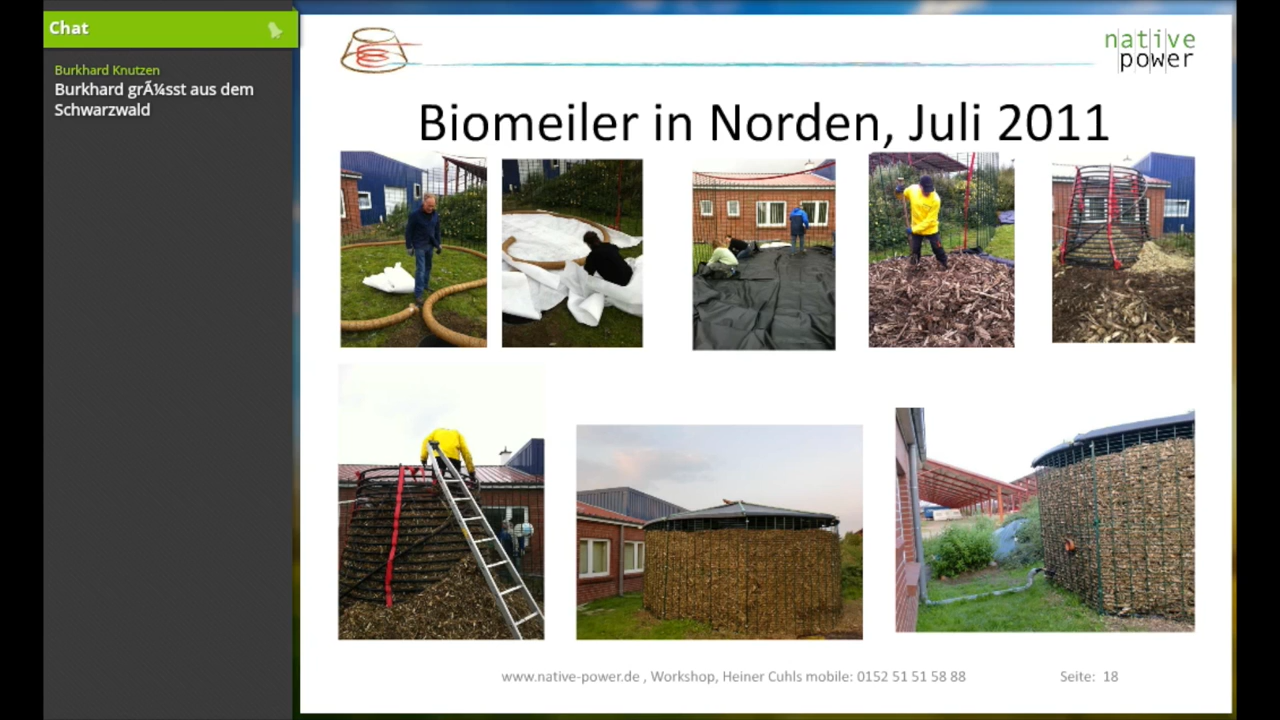 Chat
Burkhard Knutzen
Burkhard grÃ¼sst aus dem
Schwarzwald
native
power
Biomeiler in Norden, Juli 2011
www.native-power.de , Workshop, Heiner Cuhls mobile: 0152 51 51 58 88
Seite: 18